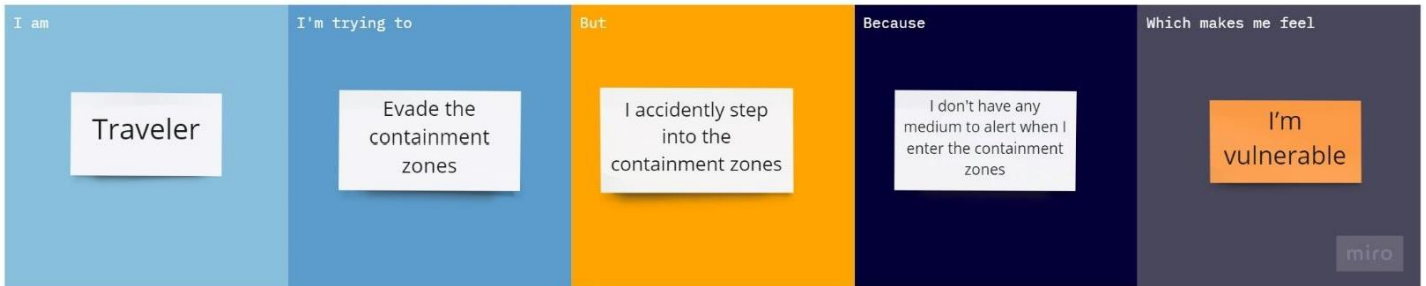 I am
Traveler
I'm trying to
Evade the
containment
zones
But
I accidently step
into the
containment zones
Because
I don't have any
medium to alert when I
enter the containment
zones
Which makes me feel
I’m
vulnerable
miro